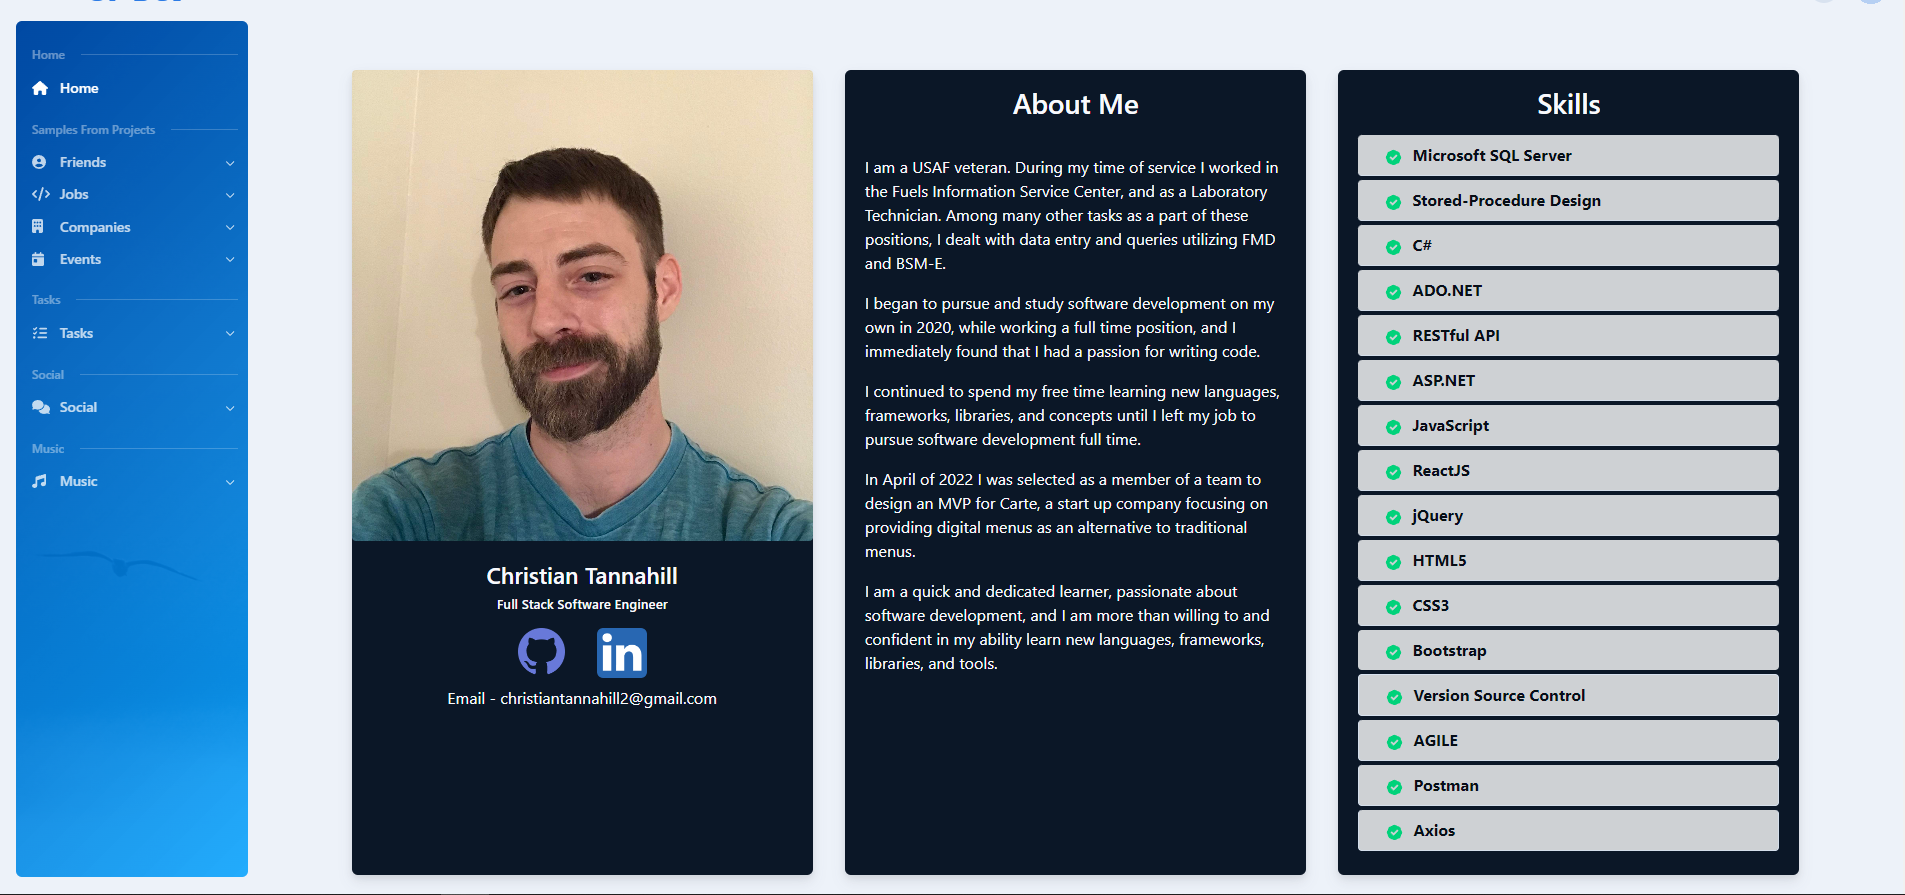 Home
Home
Samples From Projects
Friends
Jobs
Companies
Events
Tasks
Tasks
Social
Social
Music
Music
Christian Tannahill
Full Stack Software Engineer
in
Email - christiantannahill2@gmail.com
About Me
I am a USAF veteran. During my time of service I worked in
the Fuels Information Service Center, and as a Laboratory
Technician. Among many other tasks as a part of these
positions, I dealt with data entry and queries utilizing FMD
and BSM-E.
I began to pursue and study software development on my
own in 2020, while working a full time position, and I
immediately found that I had a passion for writing code.
I continued to spend my free time learning new languages,
frameworks, libraries, and concepts until I left my job to
pursue software development full time.
In April of 2022 I was selected as a member of a team to
design an MVP for Carte, a start up company focusing on
providing digital menus as an alternative to traditional
menus.
I am a quick and dedicated learner, passionate about
software development, and I am more than willing to and
confident in my ability learn new languages, frameworks,
libraries, and tools.
Skills
Microsoft SQL Server
Stored-Procedure Design
C#
ADO.NET
RESTful API
ASP.NET
JavaScript
ReactJS
jQuery
HTML5
CSS3
Bootstrap
Version Source Control
AGILE
Postman
Axios